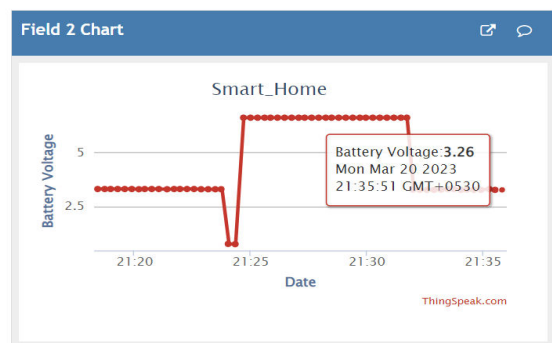 Field 2 Chart
Smart_Home
Battery Voltage
5
2.5
Battery Voltage:3.26
Mon Mar 20 2023
21:35:51 GMT+0530
21:20 21:25 21:30 21:35
Date
ThingSpeak.com